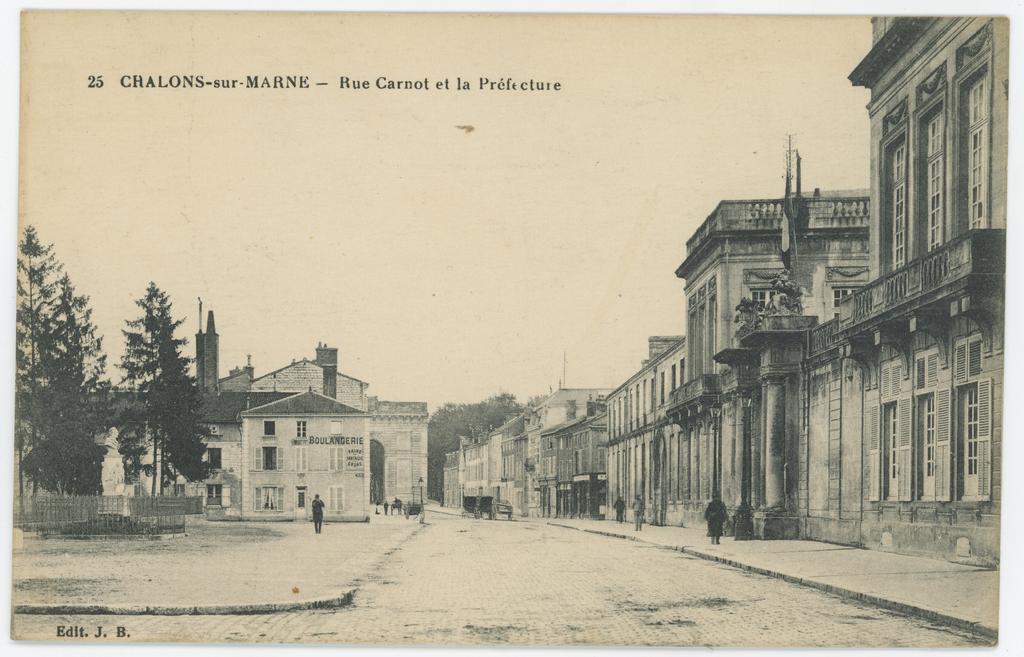 25 CHALONS-sur-MARNE — Rue Carnot et la Préfecture
BOULANGERIE
Edit. J. B.